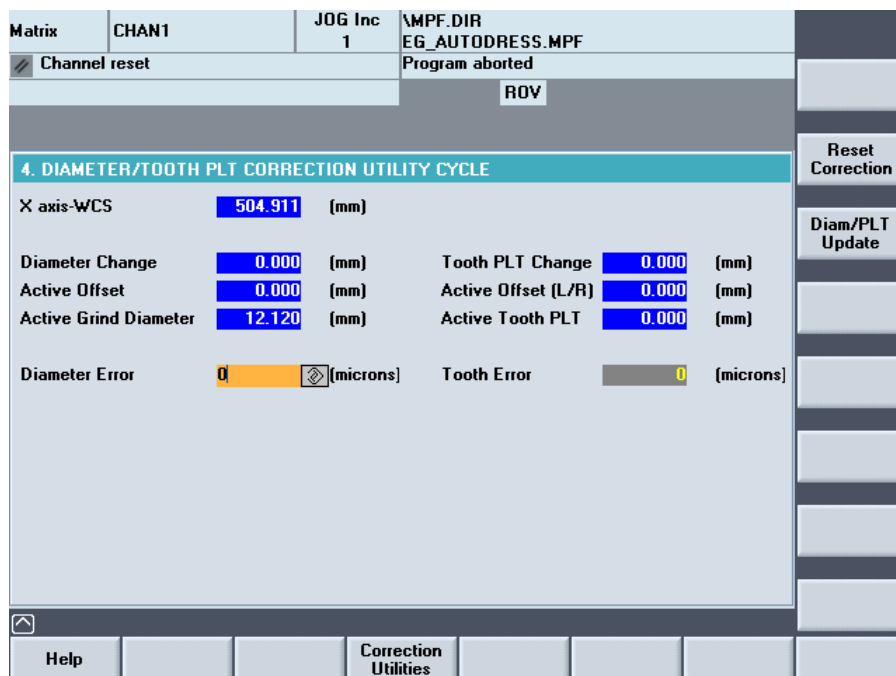 Matrix CHAN1 JOG Inc \MPF.DIR
1 EG_AUTODRESS.MPF
Channel reset Program aborted
ROV
4. DIAMETER/TOOTH PLT CORRECTION UTILITY CYCLE
X axis-WCS 504.911 (mm)
Diameter Change 0.000 (mm) Tooth PLT Change 0.000 (mm)
Active Offset 0.000 (mm) Active Offset (L/R) 0.000 (mm)
Active Grind Diameter 12.120 (mm) Active Tooth PLT 0.000 (mm)
Diameter Error 0 (microns) Tooth Error 0 (microns)
Reset
Correction
Diam/PLT
Update
Help Correction
Utilities